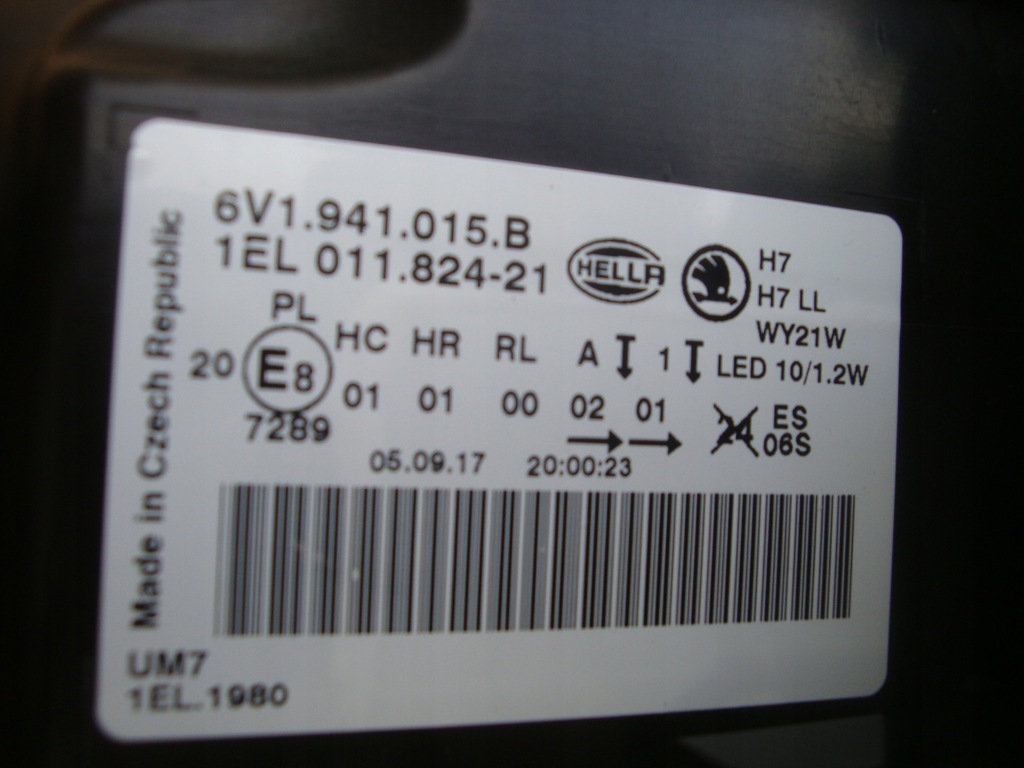 6V1.941.015.B
1EL 011.824-21
HELLA
H7
H7 LL
WY21W
LED 10/1.2W
PL
HC HR RL A 1
20 E8 01 01 00 02 01
7289
24 ES
06S
05.09.17 20:00:23
Made in Czech Republic
UM7
1EL.1980